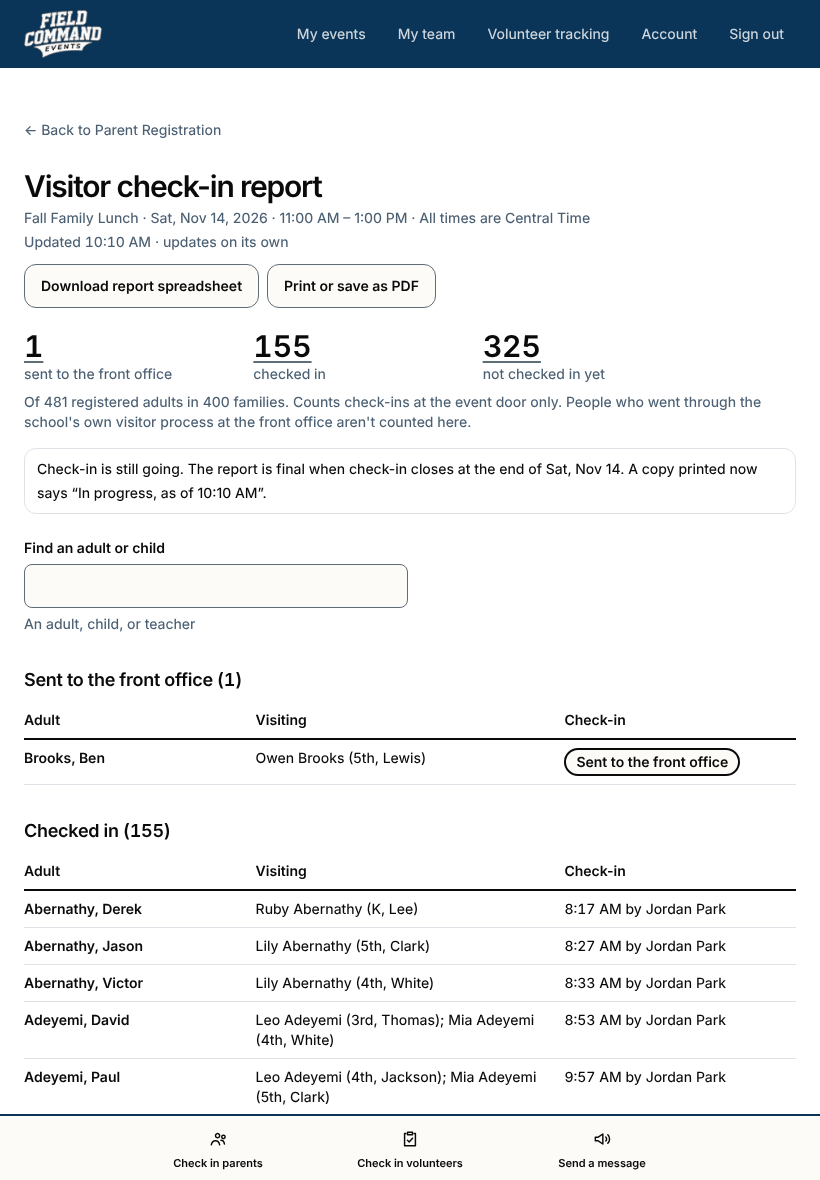 FIELD
COMMAND
EVENTS
My events
My team
Volunteer tracking
Account
Sign out
← Back to Parent Registration
Visitor check-in report
Fall Family Lunch · Sat, Nov 14, 2026 · 11:00 AM – 1:00 PM · All times are Central Time
Updated 10:10 AM · updates on its own
Download report spreadsheet
Print or save as PDF
1
sent to the front office
155
checked in
325
not checked in yet
Of 481 registered adults in 400 families. Counts check-ins at the event door only. People who went through the
school's own visitor process at the front office aren't counted here.
Check-in is still going. The report is final when check-in closes at the end of Sat, Nov 14. A copy printed now
says “In progress, as of 10:10 AM”.
Find an adult or child
An adult, child, or teacher
Sent to the front office (1)
Adult Visiting Check-in
Brooks, Ben Owen Brooks (5th, Lewis) Sent to the front office
Checked in (155)
Adult Visiting Check-in
Abernathy, Derek Ruby Abernathy (K, Lee) 8:17 AM by Jordan Park
Abernathy, Jason Lily Abernathy (5th, Clark) 8:27 AM by Jordan Park
Abernathy, Victor Lily Abernathy (4th, White) 8:33 AM by Jordan Park
Adeyemi, David Leo Adeyemi (3rd, Thomas); Mia Adeyemi 8:53 AM by Jordan Park
(4th, White)
Adeyemi, Paul Leo Adeyemi (4th, Jackson); Mia Adeyemi 9:57 AM by Jordan Park
(5th, Clark)
Check in parents
Check in volunteers
Send a message